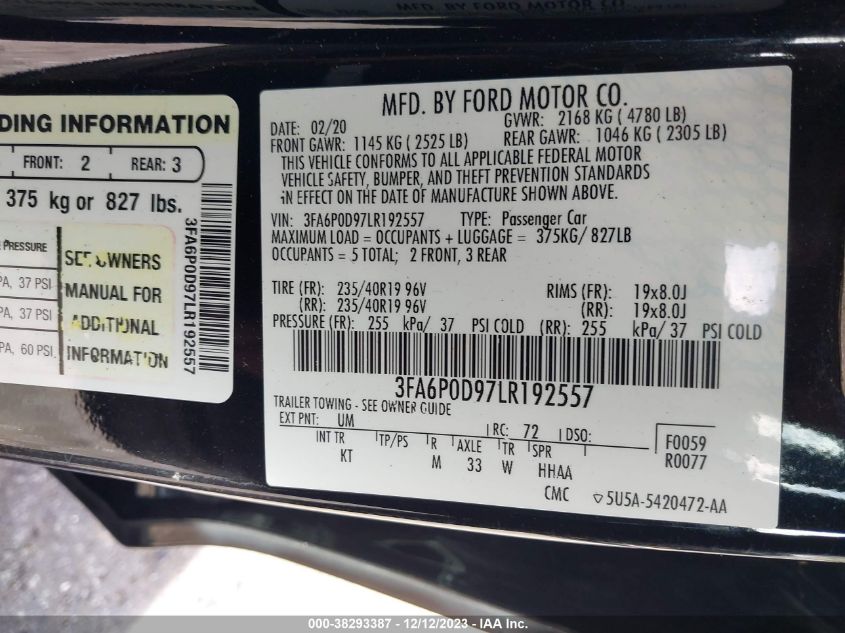 MFD. BY FORD MOTOR CO.
DING INFORMATION
FRONT: 2 REAR: 3
375 kg or 827 lbs.
PRESSURE
PA, 37 PSI
PA, 37 PSI
PA, 60 PSI
SEE OWNERS
MANUAL FOR
ADDITIONAL
INFORMATION
3FA6P0D97LR192557
MFD. BY FORD MOTOR CO.
DATE: 02/20 GVWR: 2168 KG ( 4780 LB)
FRONT GAWR: 1145 KG ( 2525 LB) REAR GAWR: 1046 KG ( 2305 LB)
THIS VEHICLE CONFORMS TO ALL APPLICABLE FEDERAL MOTOR
VEHICLE SAFETY, BUMPER, AND THEFT PREVENTION STANDARDS
IN EFFECT ON THE DATE OF MANUFACTURE SHOWN ABOVE.
VIN: 3FA6P0D97LR192557 TYPE: Passenger Car
MAXIMUM LOAD = OCCUPANTS + LUGGAGE = 375KG/ 827LB
OCCUPANTS = 5 TOTAL; 2 FRONT, 3 REAR
TIRE (FR): 235/40R19 96V RIMS (FR): 19x8.0J
(RR): 235/40R19 96V (RR): 19x8.0J
PRESSURE (FR): 255 kPa/ 37 PSI COLD (RR): 255 kPa/ 37 PSI COLD
3FA6P0D97LR192557
TRAILER TOWING - SEE OWNER GUIDE
EXT PNT: UM RC: 72 DSO: F0059
INT TR TP/PS R AXLE TR SPR R0077
KT M 33 W HHAA
CMC 5U5A-5420472-AA
000-38293387 - 12/12/2023 - IAA Inc.